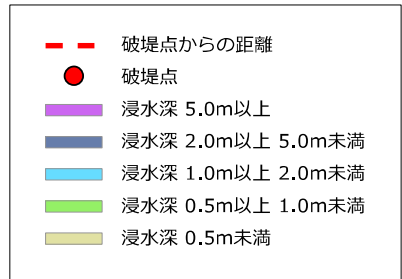 破堤点からの距離
破堤点
浸水深 5.0m以上
浸水深 2.0m以上 5.0m未満
浸水深 1.0m以上 2.0m未満
浸水深 0.5m以上 1.0m未満
浸水深 0.5m未満